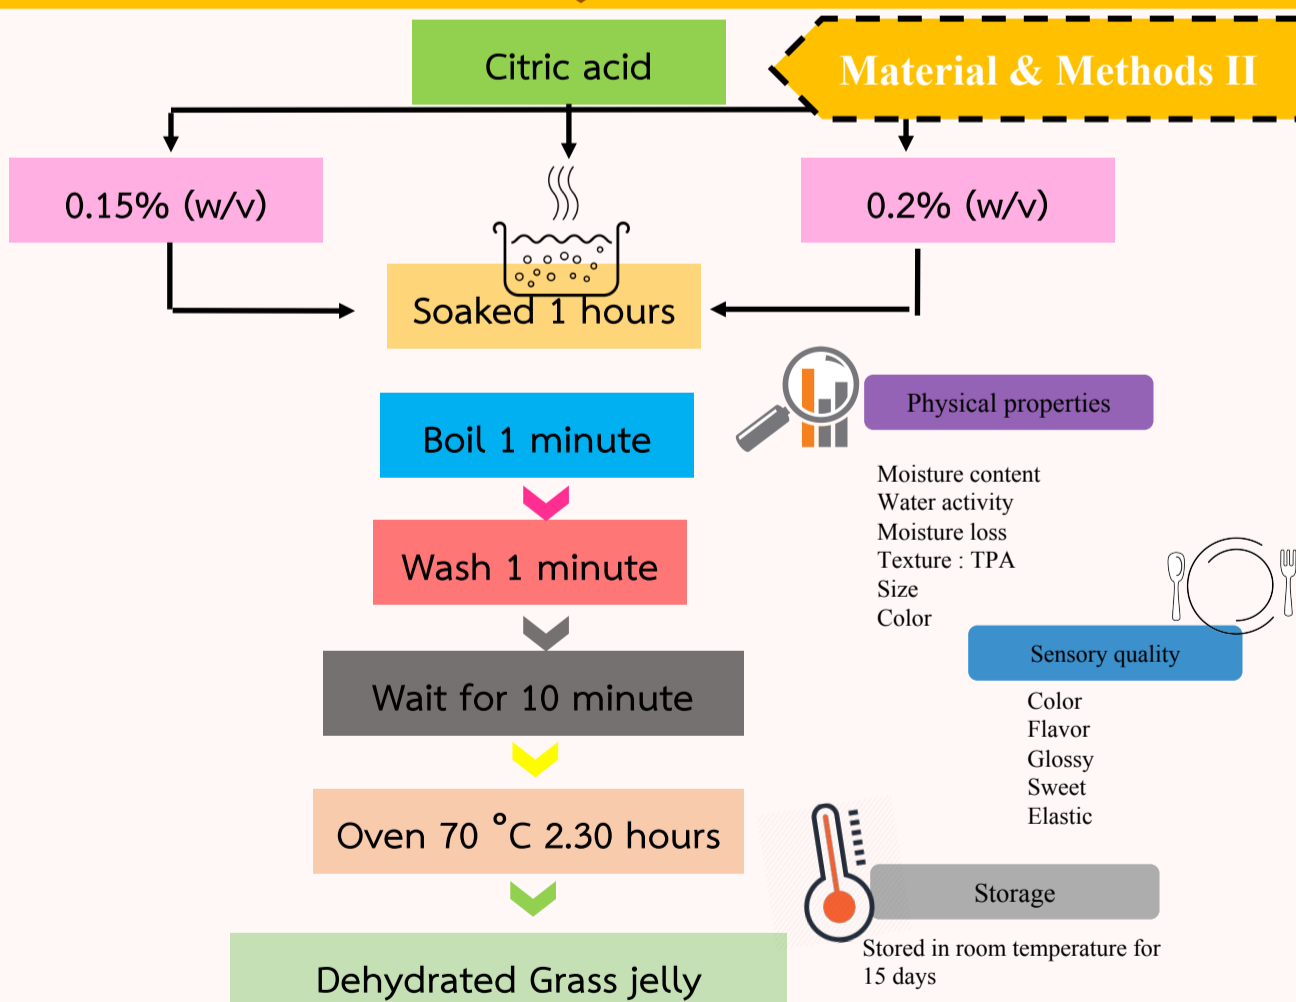 Citric acid
Material & Methods II
0.15% (w/v)
0.2% (w/v)
Soaked 1 hours
Boil 1 minute
Wash 1 minute
Wait for 10 minute
Oven 70 °C 2.30 hours
Dehydrated Grass jelly
Physical properties
Moisture content
Water activity
Moisture loss
Texture : TPA
Size
Color
Sensory quality
Color
Flavor
Glossy
Sweet
Elastic
Storage
Stored in room temperature for
15 days